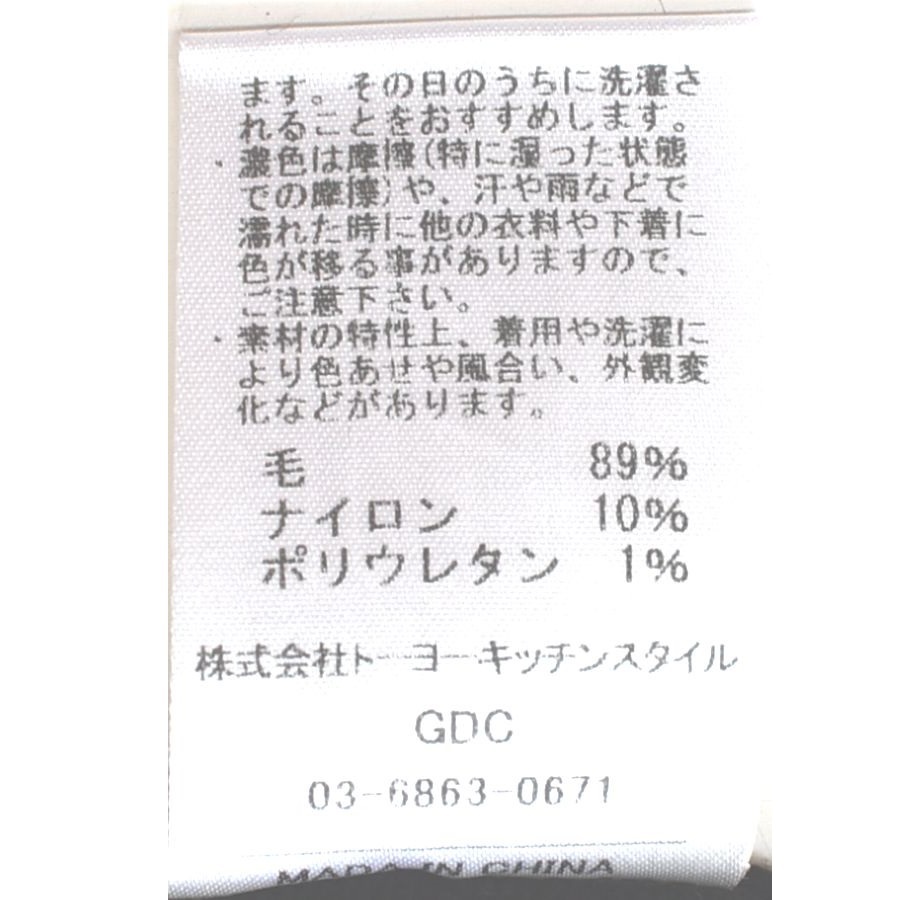 ます。その日のうちに洗濯さ
れることをおすすめします。
・濃色は摩擦(特に湿った状態
での摩擦)や、汗や雨などで
濡れた時に他の衣料や下着に
色が移る事がありますので、
ご注意下さい。
・素材の特性上、着用や洗濯に
より色あせや風合い、外観変
化などがあります。
毛 89%
ナイロン 10%
ポリウレタン 1%
株式会社トーヨーキッチンスタイル
GDC
03-6863-0671
MADE IN CHINA